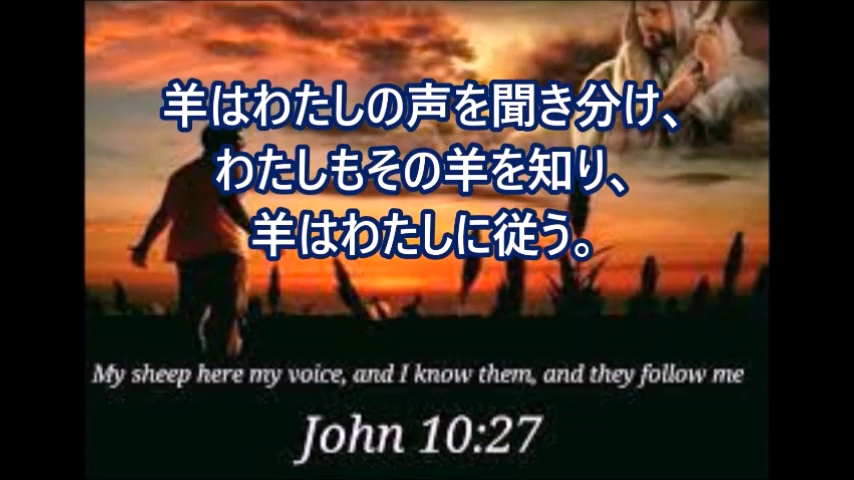 羊はわたしの声を聞き分け、
わたしもその羊を知り、
羊はわたしに従う。
My sheep here my voice, and I know them, and they follow me
John 10:27